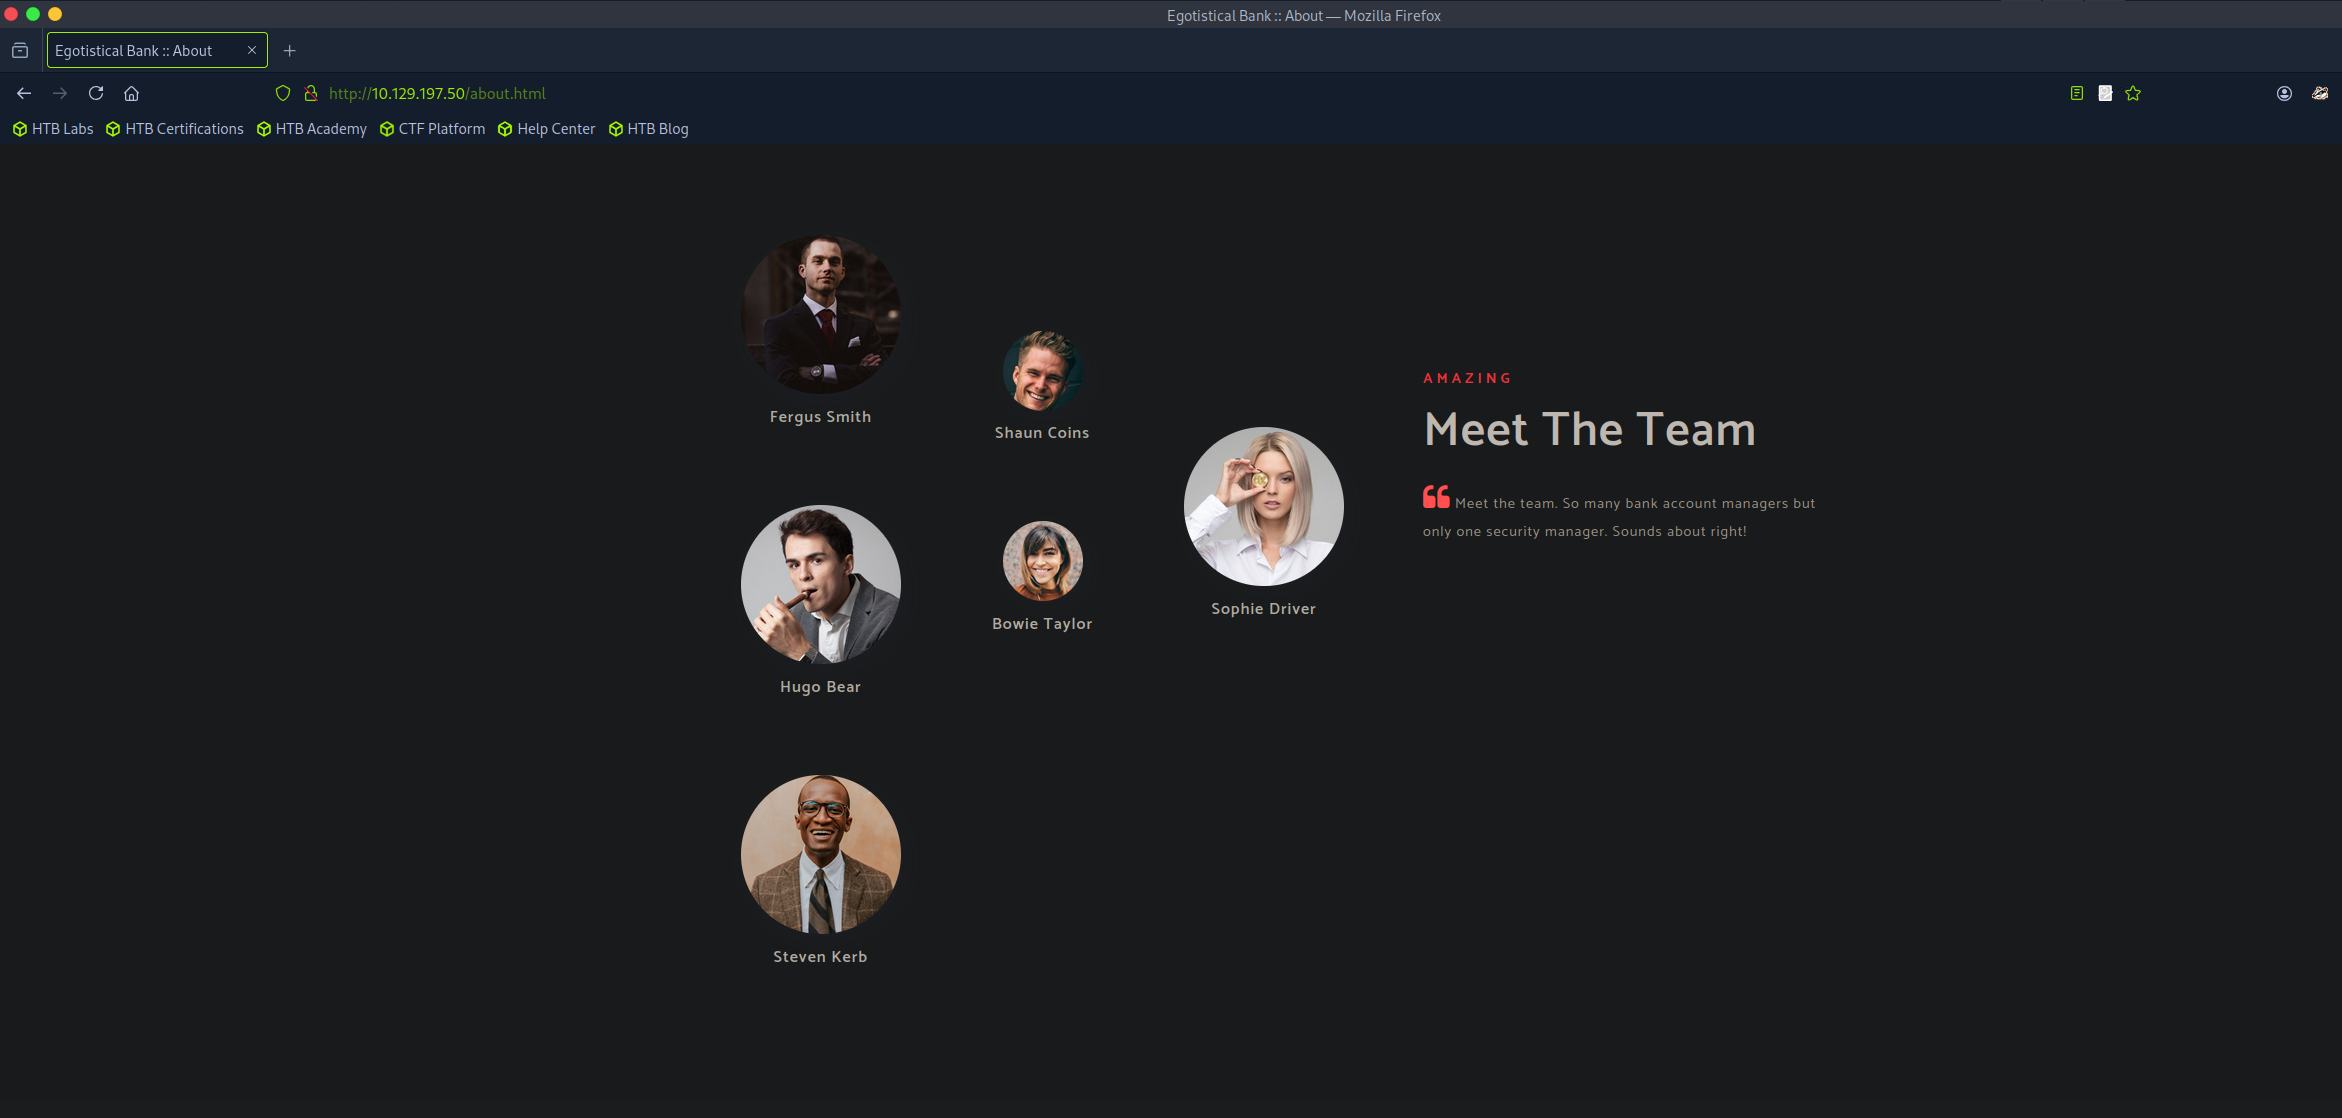 Egotistical Bank :: About — Mozilla Firefox
Egotistical Bank :: About
http://10.129.197.50/about.html
HTB Labs HTB Certifications HTB Academy CTF Platform Help Center HTB Blog
Fergus Smith
Shaun Coins
Hugo Bear
Bowie Taylor
Sophie Driver
Steven Kerb
AMAZING
Meet The Team
Meet the team. So many bank account managers but
only one security manager. Sounds about right!